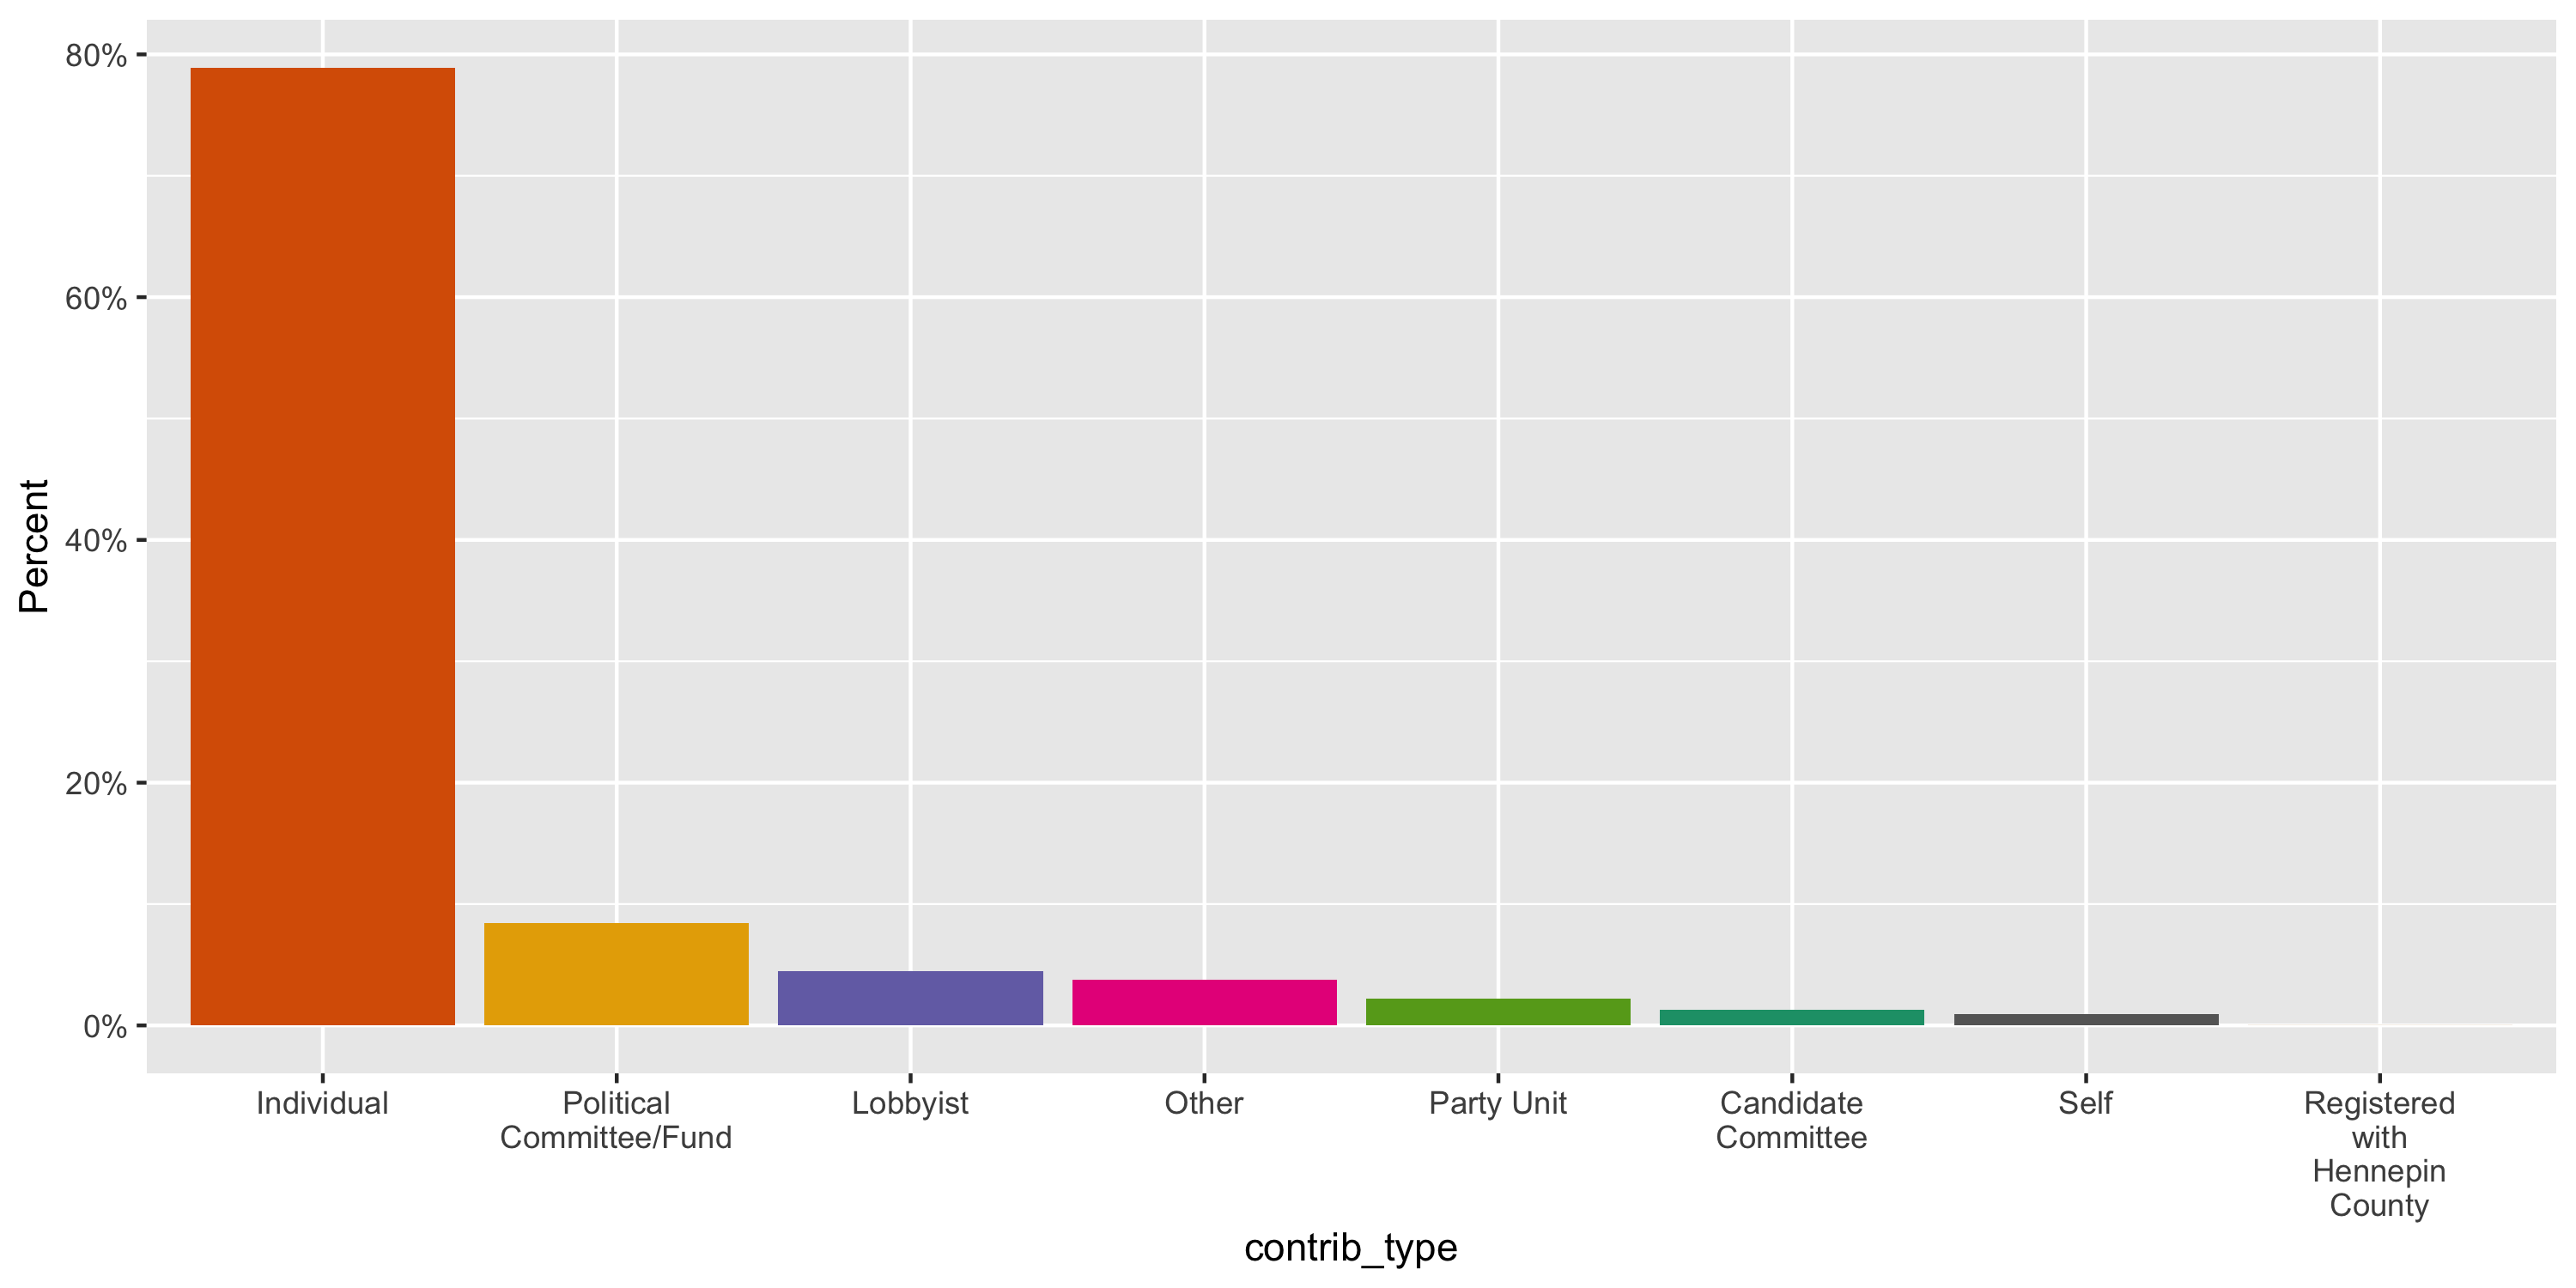 80%
60%
40%
20%
0%
Percent
Individual
Political
Committee/Fund
Lobbyist
Other
Party Unit
Candidate
Committee
Self
Registered
with
Hennepin
County
contrib_type